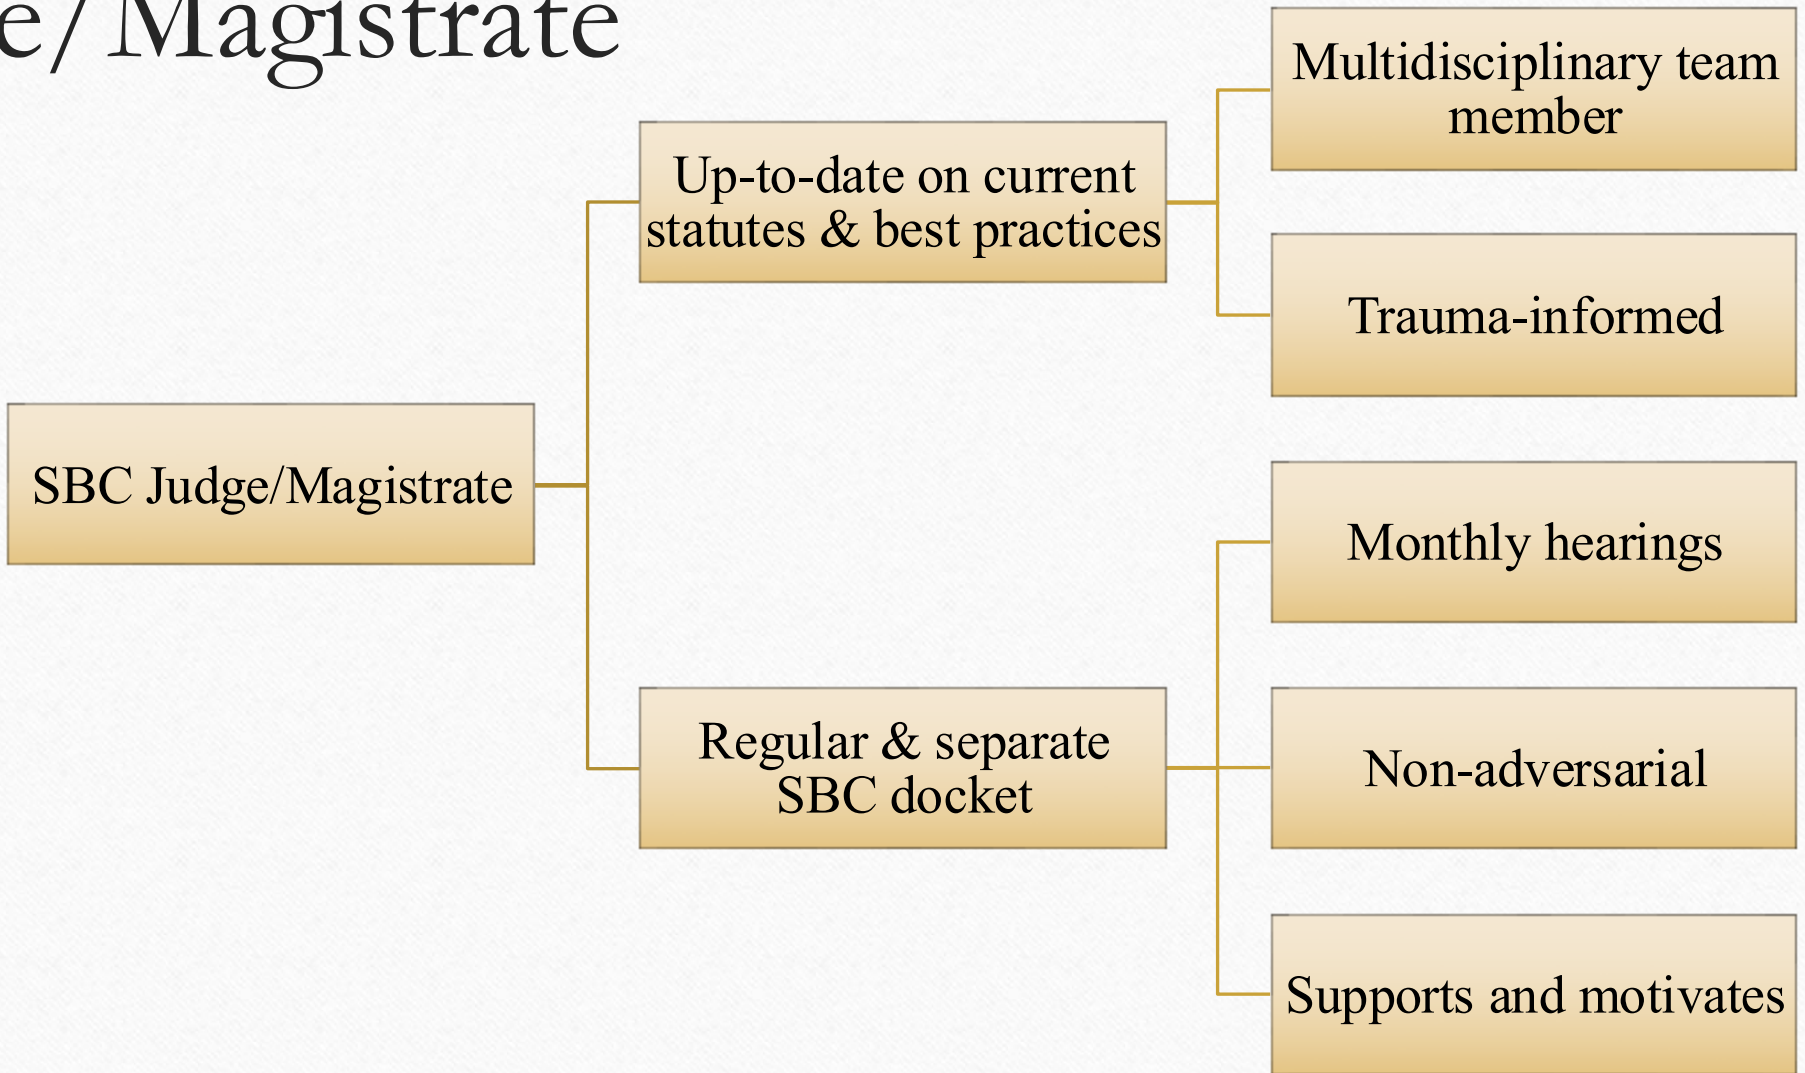 e/Magistrate
SBC Judge/Magistrate
Up-to-date on current
statutes & best practices
Multidisciplinary team
member
Trauma-informed
Regular & separate
SBC docket
Monthly hearings
Non-adversarial
Supports and motivates